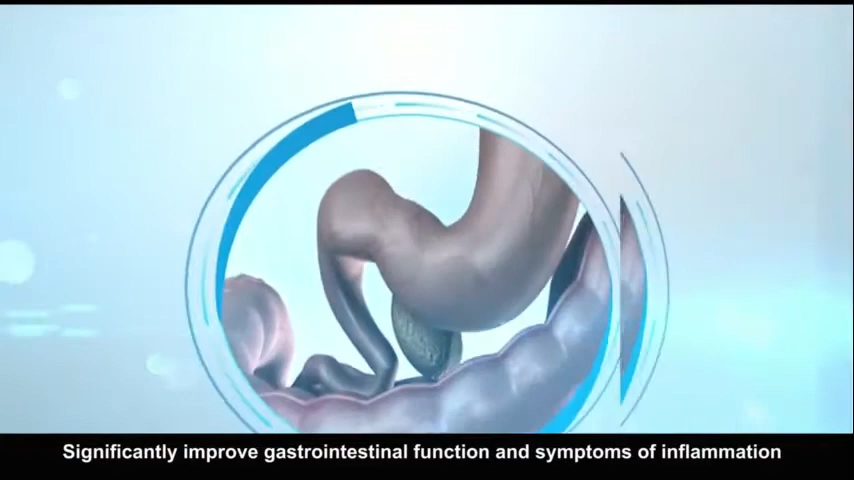 Significantly improve gastrointestinal function and symptoms of inflammation